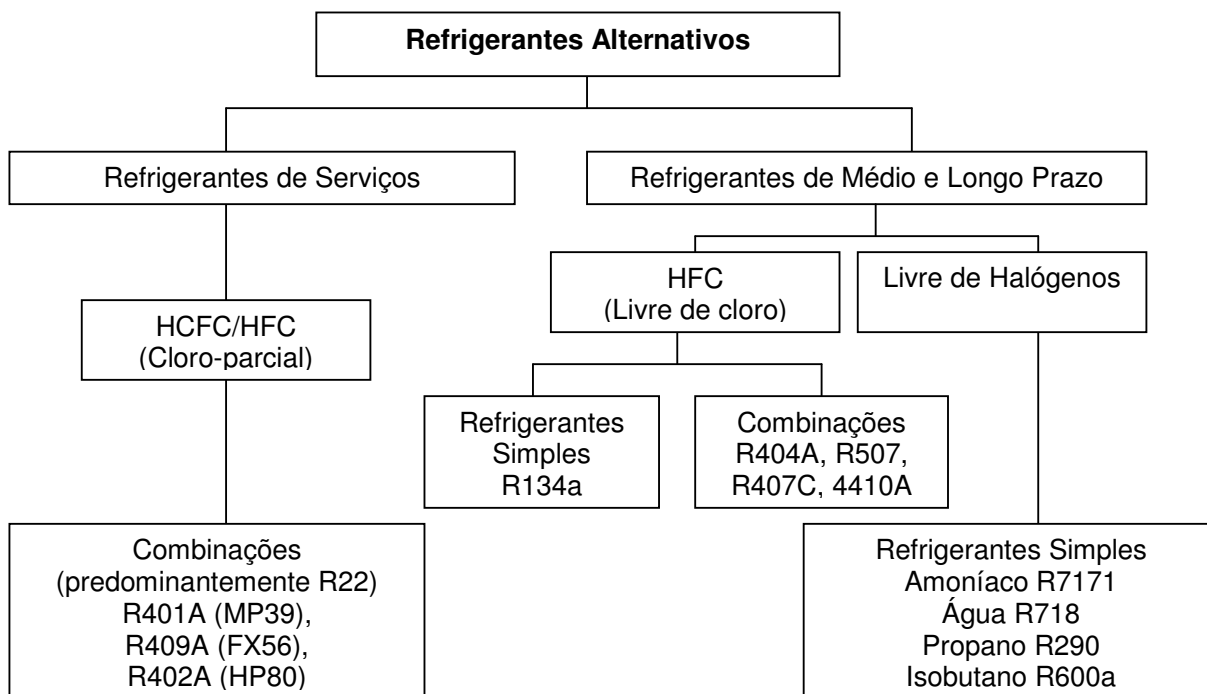 Refrigerantes Alternativos
Refrigerantes de Serviços
Refrigerantes de Médio e Longo Prazo
HCFC/HFC
(Cloro-parcial)
HFC
(Livre de cloro)
Livre de Halógenos
Refrigerantes
Simples
R134a
Combinações
R404A, R507,
R407C, 4410A
Combinações
(predominantemente R22)
R401A (MP39),
R409A (FX56),
R402A (HP80)
Refrigerantes Simples
Amoníaco R7171
Água R718
Propano R290
Isobutano R600a